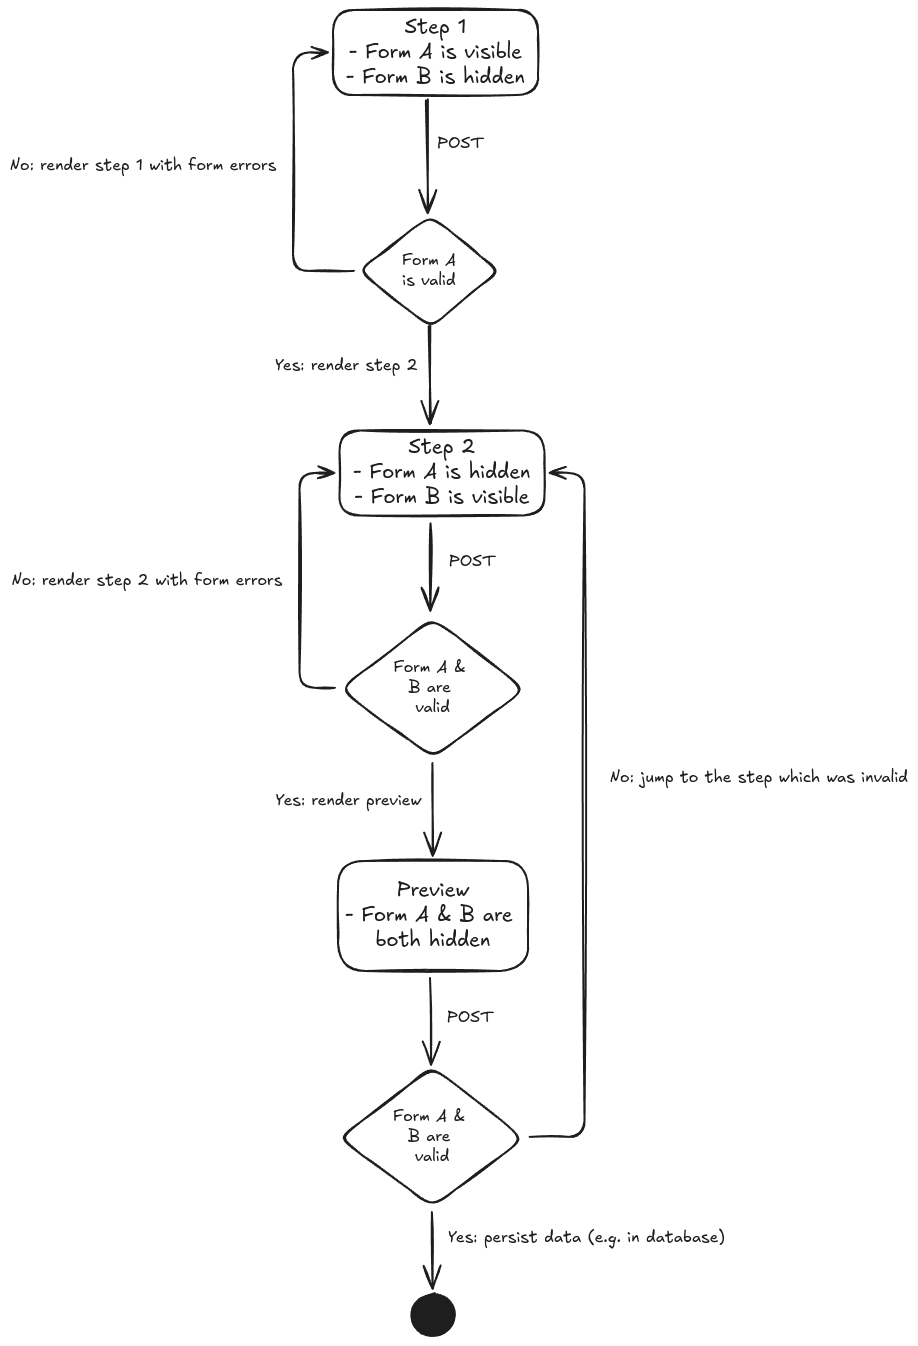 Step 1
- Form A is visible
- Form B is hidden
POST
No: render step 1 with form errors
Form A
is valid
Yes: render step 2
Step 2
- Form A is hidden
- Form B is visible
POST
No: render step 2 with form errors
Form A &
B are
valid
No: jump to the step which was invalid
Yes: render preview
Preview
- Form A & B are
both hidden
POST
Form A &
B are
valid
Yes: persist data (e.g. in database)